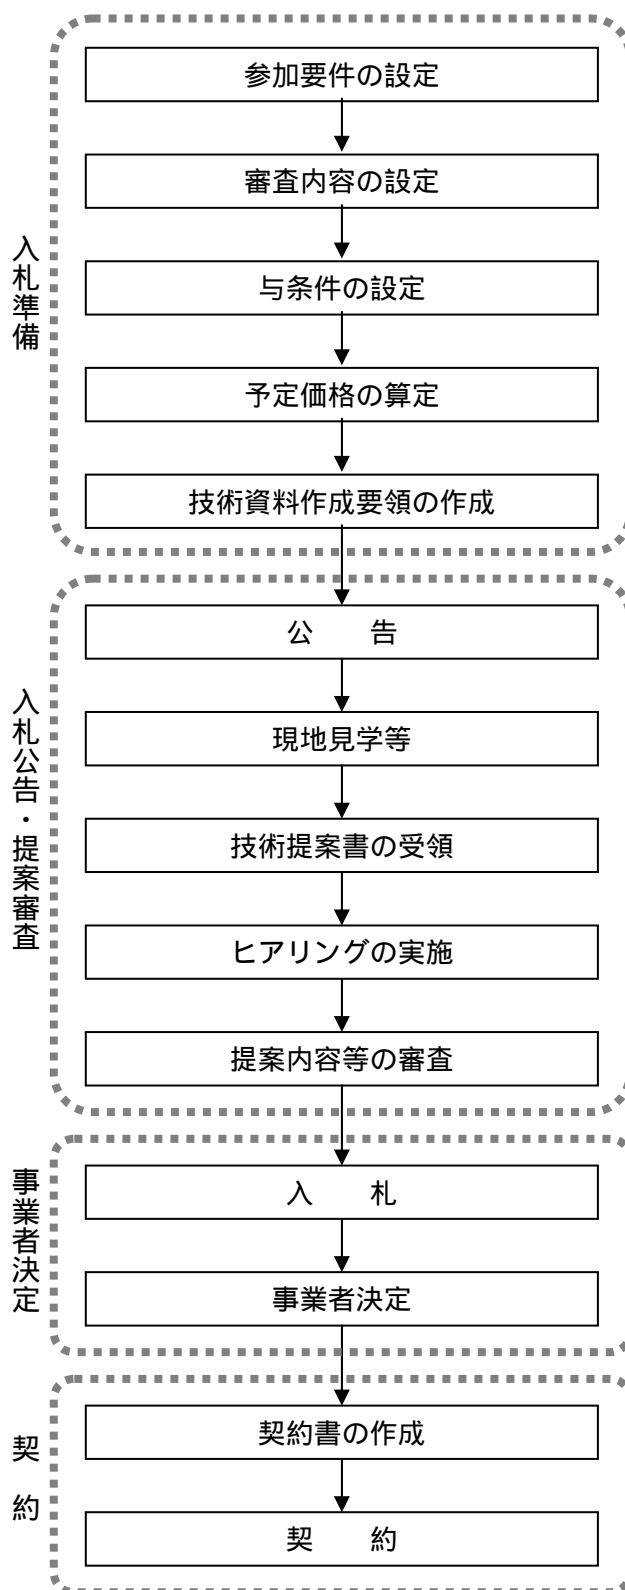 入札準備
参加要件の設定
審査内容の設定
与条件の設定
予定価格の算定
技術資料作成要領の作成
入札公告・提案審査
公　　告
現地見学等
技術提案書の受領
ヒアリングの実施
提案内容等の審査
事業者決定
入　　札
事業者決定
契　約
契約書の作成
契　　約